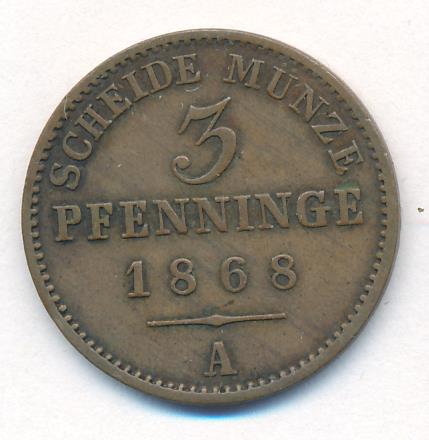 SCHEIDE MÜNZE
3
PFENNINGE
1868
A